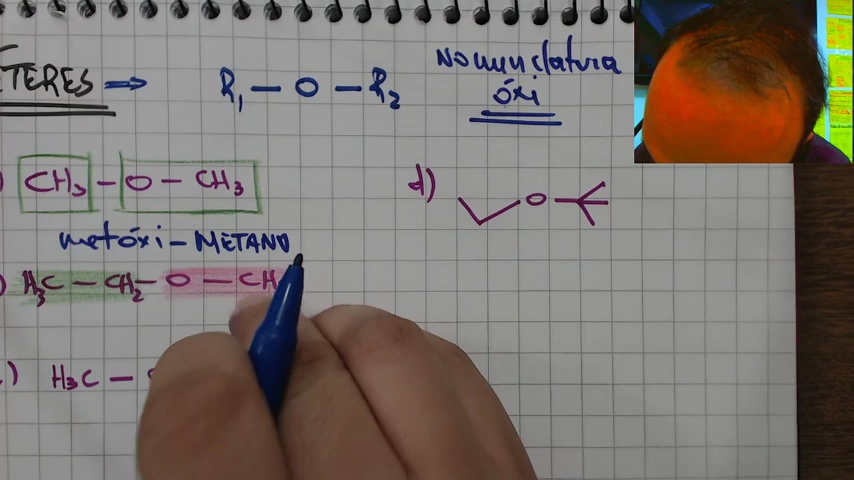 ÉTERES ⇒ R₁ — O — R₂
Nomenclatura
óxi
) CH₃ – O – CH₃
metóxi – METANO
) H₃C – CH₂ – O – CH
) H₃C –
d) O